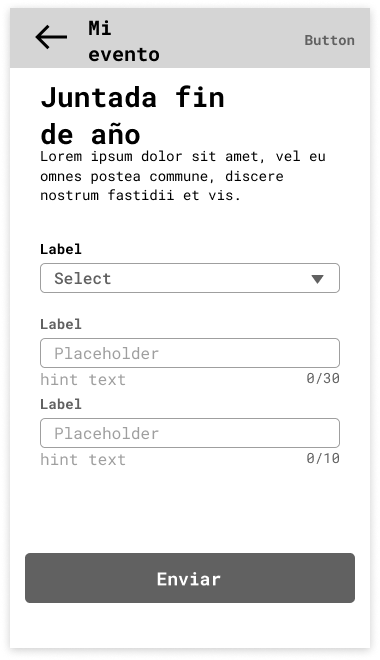 Mi
evento
Button
Juntada fin
de año
Lorem ipsum dolor sit amet, vel eu
omnes postea commune, discere
nostrum fastidii et vis.
Label
Select
Label
Placeholder
hint text 0/30
Label
Placeholder
hint text 0/10
Enviar